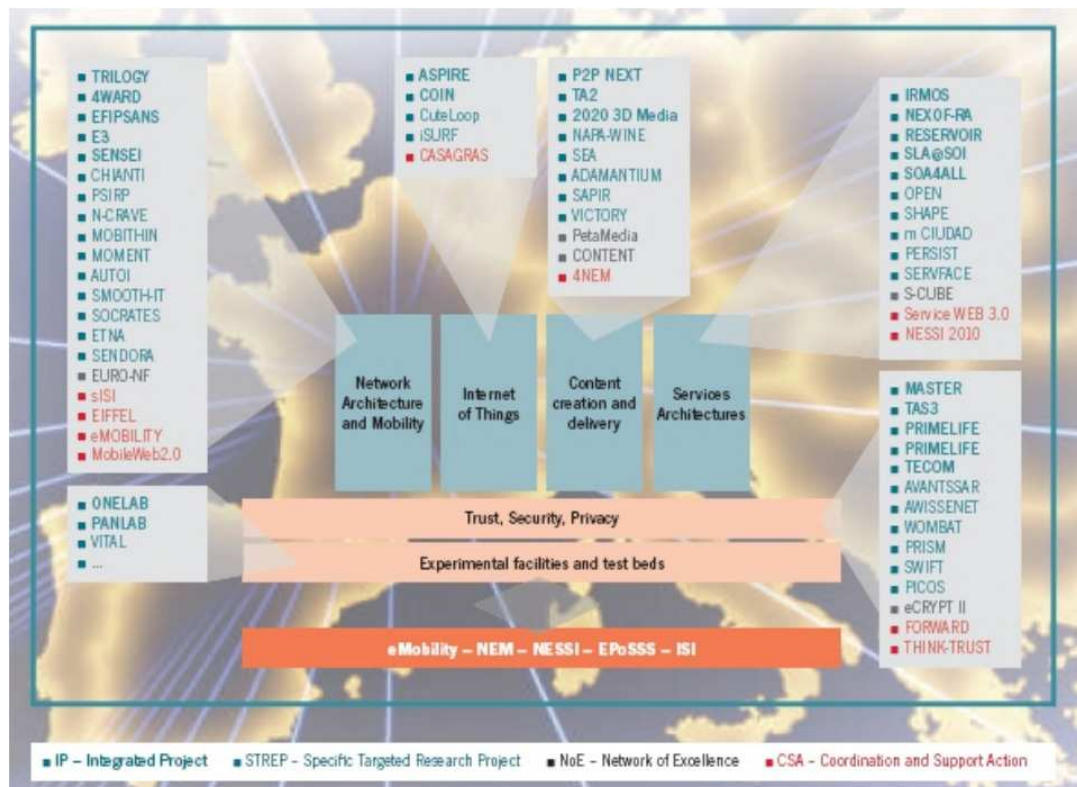 TRILOGY
4WARD
EFIPSANS
E3
SENSEI
CHIANTI
PSIRP
N-CRAVE
MOBITHIN
MOMENT
AUTOI
SMOOTH-IT
SOCRATES
ETNA
SENDORA
EURO-NF
sISI
EIFFEL
eMOBILITY
MobileWeb2.0
ASPIRE
COIN
CuteLoop
iSURF
CASAGRAS
P2P NEXT
TA2
2020 3D Media
NAPA-WINE
SEA
ADAMANTIUM
SAPIR
VICTORY
PetaMedia
CONTENT
4NEM
IRMOS
NEXOF-RA
RESERVOIR
SLA@SOI
SOA4ALL
OPEN
SHAPE
m CIUDAD
PERSIST
SERVFACE
S-CUBE
Service WEB 3.0
NESSI 2010
Network
Architecture
and Mobility
Internet
of Things
Content
creation and
delivery
Services
Architectures
ONELAB
PANLAB
VITAL
...
MASTER
TAS3
PRIMELIFE
PRIMELIFE
TECOM
AVANTSSAR
AWISSENET
WOMBAT
PRISM
SWIFT
PICOS
eCRYPT II
FORWARD
THINK-TRUST
Trust, Security, Privacy
Experimental facilities and test beds
eMobility – NEM – NESSI – EPoSSS – ISI
IP – Integrated Project STREP – Specific Targeted Research Project NoE – Network of Excellence CSA – Coordination and Support Action